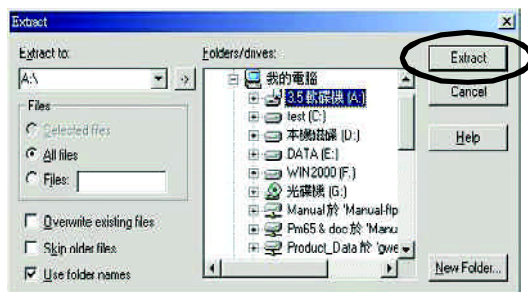 Extract
Extract to:
A:\
Files
Selected files
All files
Files:
Overwrite existing files
Skip older files
Use folder names
Folders/drives:
我的電腦
3.5 軟碟機 (A:)
test (C:)
本機磁碟 (D:)
DATA (E:)
WIN2000 (F:)
光碟機 (G:)
Manual 於 'Manual-ftp
Pm65 & doc 於 'Manu
Product_Data 於 'gwe
Extract
Cancel
Help
New Folder...